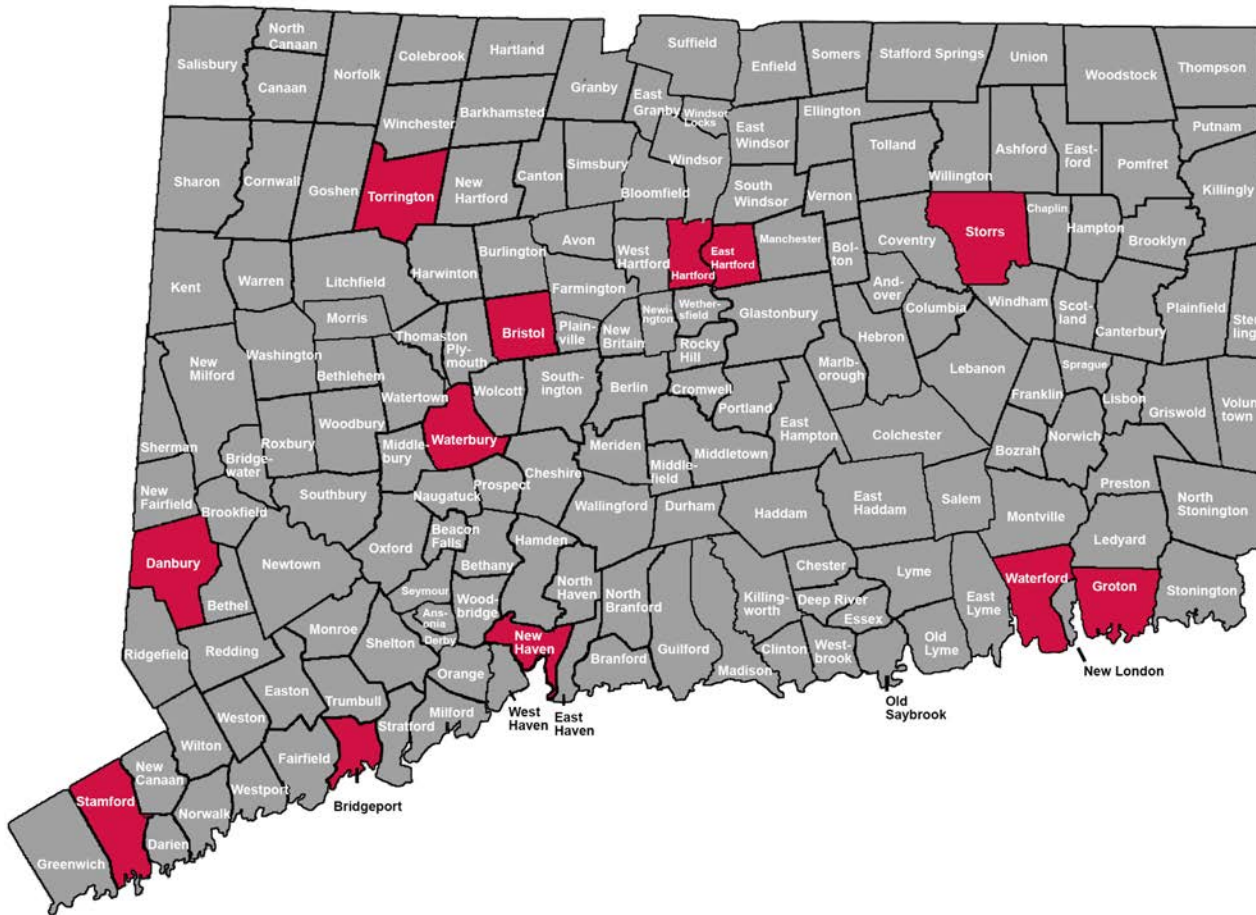 North
Canaan
Salisbury
Canaan
Norfolk
Colebrook
Hartland
Granby
Suffield
Enfield
Somers
Stafford Springs
Union
Woodstock
Thompson
East
Granby
Windsor
Locks
Winchester
Barkhamsted
East
Windsor
Ellington
Putnam
Ashford
East-
ford
Pomfret
Tolland
Willington
Killingly
Sharon
Cornwall
Goshen
Torrington
New
Hartford
Canton
Simsbury
Bloomfield
Windsor
South
Windsor
Vernon
Chaplin
Hampton
Brooklyn
Storrs
Coventry
Bol-
ton
Manchester
East
Hartford
Hartford
West
Hartford
Avon
Burlington
Harwinton
Litchfield
Warren
Kent
Farmington
Morris
Bristol
Plain-
ville
New
Britain
Newi-
ngton
Wether-
sfield
Rocky
Hill
Glastonbury
And-
over
Columbia
Hebron
Windham
Scot-
land
Canterbury
Plainfield
Ster-
ling
New
Milford
Washington
Bethlehem
Thomaston
Ply-
mouth
Watertown
Wolcott
South-
ington
Berlin
Cromwell
Portland
Marlb-
orough
East
Hampton
Lebanon
Franklin
Sprague
Lisbon
Griswold
Volun
town
Norwich
Bozrah
Colchester
Sherman
Bridge-
water
Roxbury
Woodbury
Middle-
bury
Waterbury
Cheshire
Meriden
Middle-
field
Middletown
Preston
North
Stonington
New
Fairfield
Brookfield
Southbury
Naugatuck
Prospect
Wallingford
Durham
Haddam
East
Haddam
Salem
Montville
Ledyard
Danbury
Newtown
Oxford
Beacon
Falls
Bethany
Hamden
North
Haven
North
Branford
Killing-
worth
Chester
Deep River
Essex
Lyme
East
Lyme
Waterford
Groton
Stonington
Bethel
Seymour
Ans-
onia
Derby
Wood-
bridge
New
Haven
Branford
Guilford
Madison
Clinton
West-
brook
Old
Lyme
New London
Ridgefield
Redding
Monroe
Shelton
Orange
West
Haven
East
Haven
Old
Saybrook
Easton
Trumbull
Stratford
Milford
Weston
Wilton
Fairfield
Bridgeport
New
Canaan
Westport
Norwalk
Stamford
Darien
Greenwich